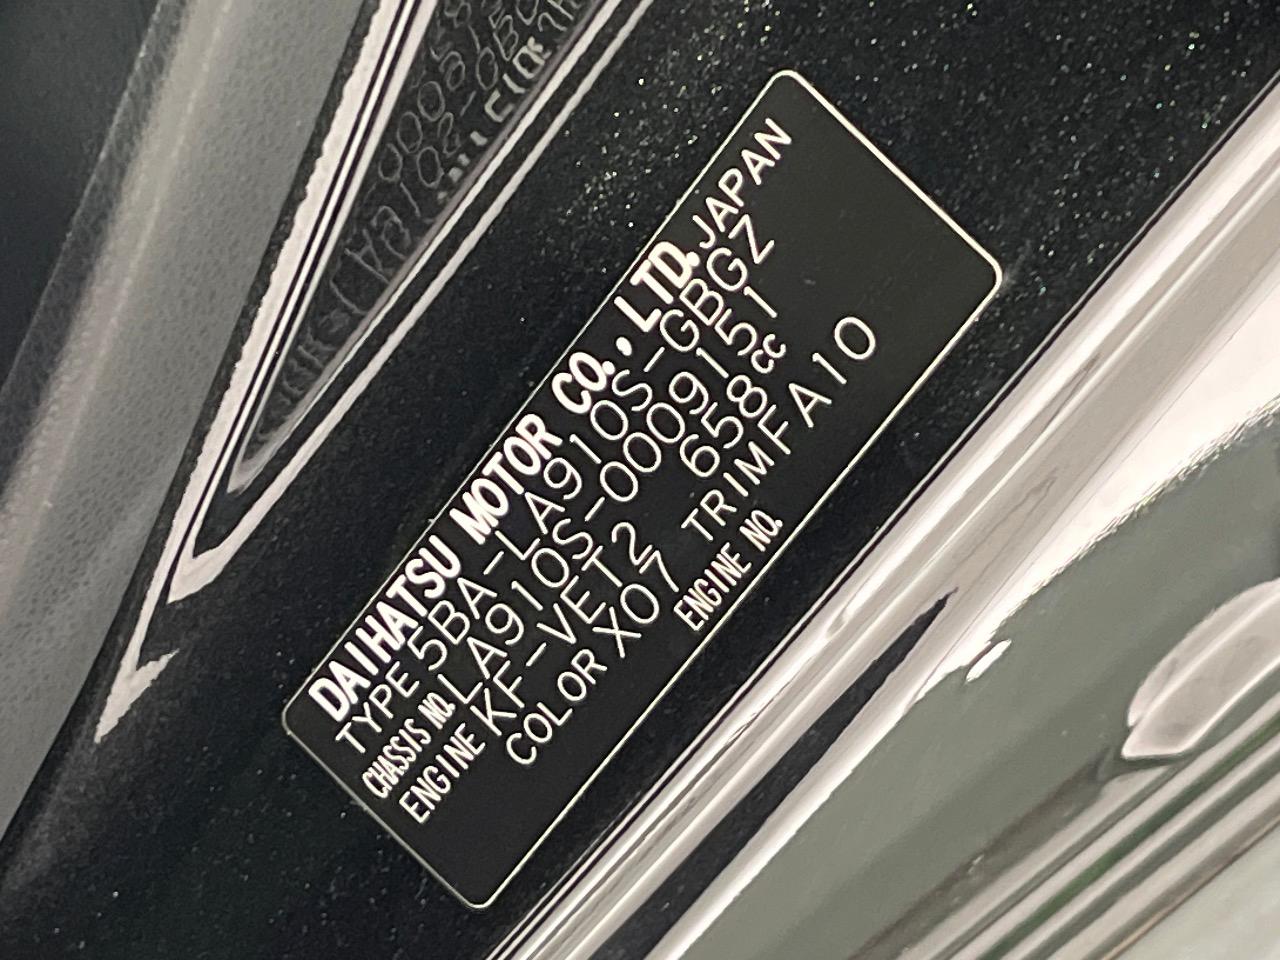 DAIHATSU MOTOR CO., LTD. JAPAN
TYPE 5BA-LA910S-GBGZ
CHASSIS NO. LA910S-0009151
ENGINE KF-VET2 658cc
COLOR X07 TRIM FA10
ENGINE NO.